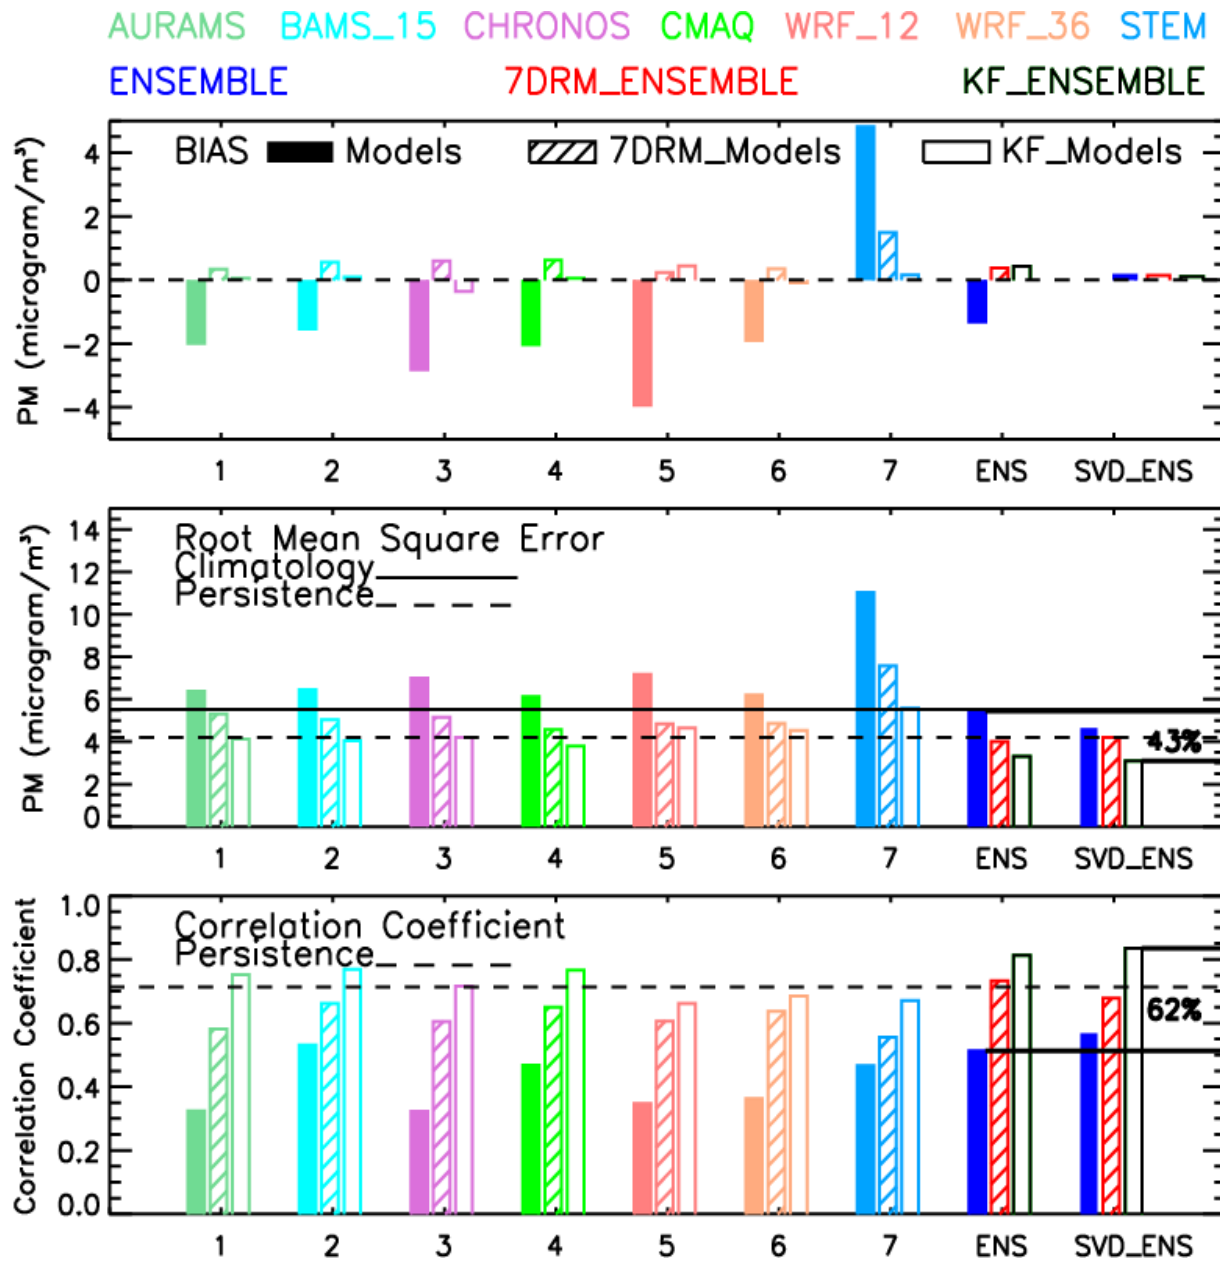 AURAMS BAMS_15 CHRONOS CMAQ WRF_12 WRF_36 STEM
ENSEMBLE 7DRM_ENSEMBLE KF_ENSEMBLE
BIAS Models 7DRM_Models KF_Models
PM (microgram/m³)
4
2
0
−2
−4
1 2 3 4 5 6 7 ENS SVD_ENS
Root Mean Square Error
Climatology
Persistence
PM (microgram/m³)
14
12
10
8
6
4
2
0
43%
1 2 3 4 5 6 7 ENS SVD_ENS
Correlation Coefficient
Persistence
Correlation Coefficient
1.0
0.8
0.6
0.4
0.2
0.0
62%
1 2 3 4 5 6 7 ENS SVD_ENS